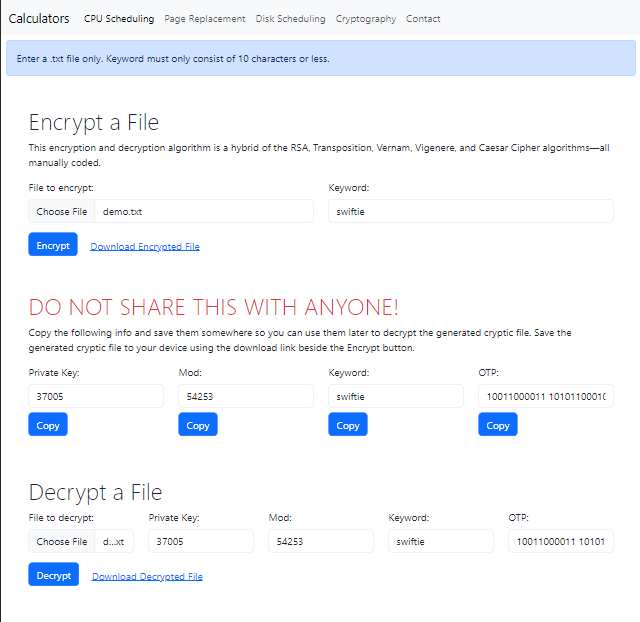 Calculators CPU Scheduling Page Replacement Disk Scheduling Cryptography Contact
Enter a .txt file only. Keyword must only consist of 10 characters or less.
Encrypt a File
This encryption and decryption algorithm is a hybrid of the RSA, Transposition, Vernam, Vigenere, and Caesar Cipher algorithms—all
manually coded.
File to encrypt: Keyword:
Choose File demo.txt swiftie
Encrypt Download Encrypted File
DO NOT SHARE THIS WITH ANYONE!
Copy the following info and save them somewhere so you can use them later to decrypt the generated cryptic file. Save the
generated cryptic file to your device using the download link beside the Encrypt button.
Private Key: Mod: Keyword: OTP:
37005 54253 swiftie 10011000011 1010110001
Copy Copy Copy Copy
Decrypt a File
File to decrypt: Private Key: Mod: Keyword: OTP:
Choose File d...xt 37005 54253 swiftie 10011000011 10101
Decrypt Download Decrypted File